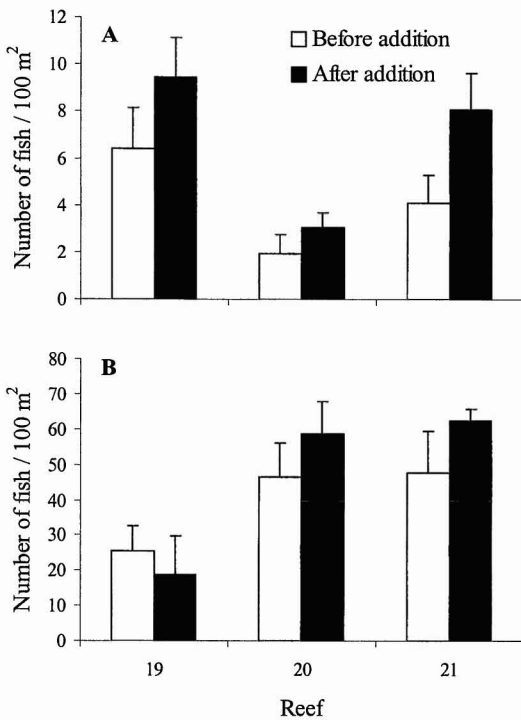 A
Before addition
After addition
Number of fish / 100 m²
12
10
8
6
4
2
0
B
Number of fish / 100 m²
80
70
60
50
40
30
20
10
0
19 20 21
Reef